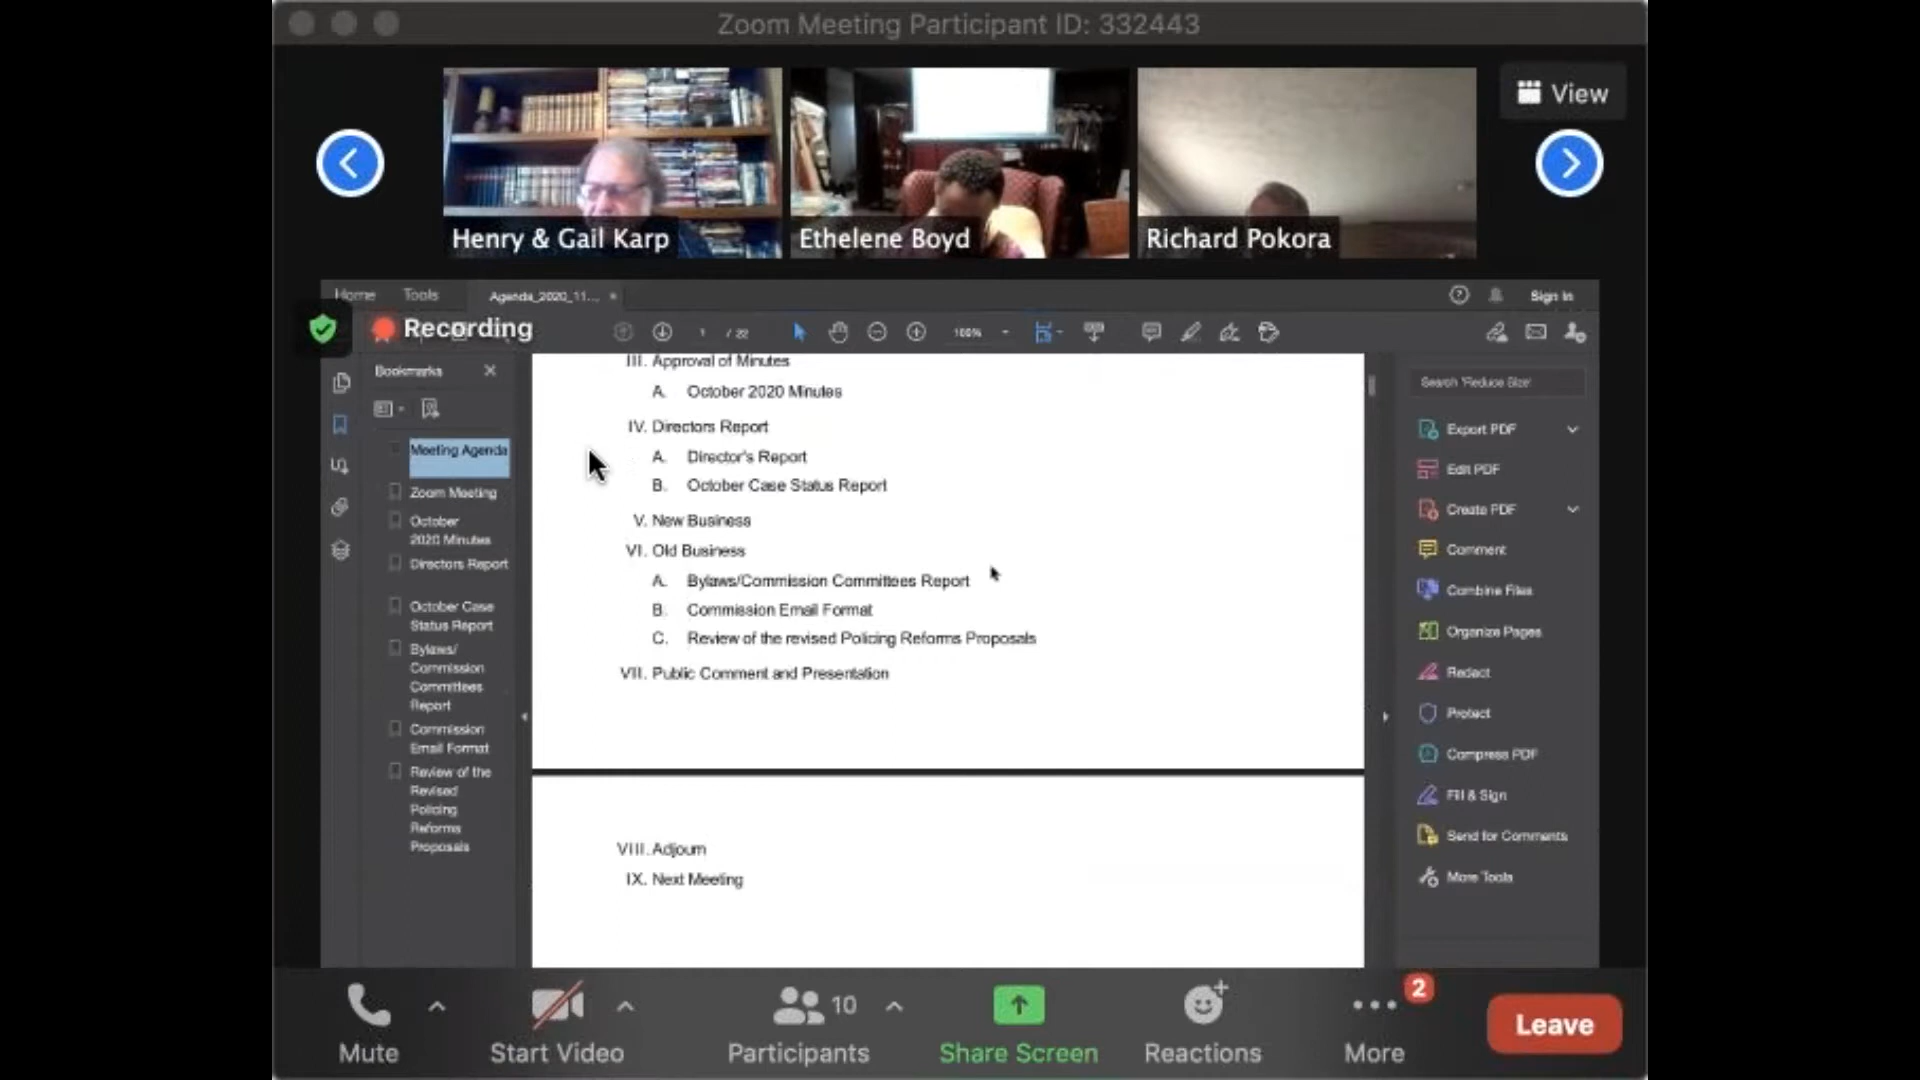 Zoom Meeting Participant ID: 332443
View
Henry & Gail Karp
Ethelene Boyd
Richard Pokora
Home Tools Agenda_2020_11... ×
Sign In
Recording
1 / 22
100%
Bookmarks
Meeting Agenda
Zoom Meeting
October
2020 Minutes
Directors Report
October Case
Status Report
Bylaws/
Commission
Committees
Report
Commission
Email Format
Review of the
Revised
Policing
Reforms
Proposals
III. Approval of Minutes
A. October 2020 Minutes
IV. Directors Report
A. Director's Report
B. October Case Status Report
V. New Business
VI. Old Business
A. Bylaws/Commission Committees Report
B. Commission Email Format
C. Review of the revised Policing Reforms Proposals
VII. Public Comment and Presentation
VIII. Adjourn
IX. Next Meeting
Search 'Reduce Size'
Export PDF
Edit PDF
Create PDF
Comment
Combine Files
Organize Pages
Redact
Protect
Compress PDF
Fill & Sign
Send for Comments
More Tools
10
2
Mute
Start Video
Participants
Share Screen
Reactions
More
Leave